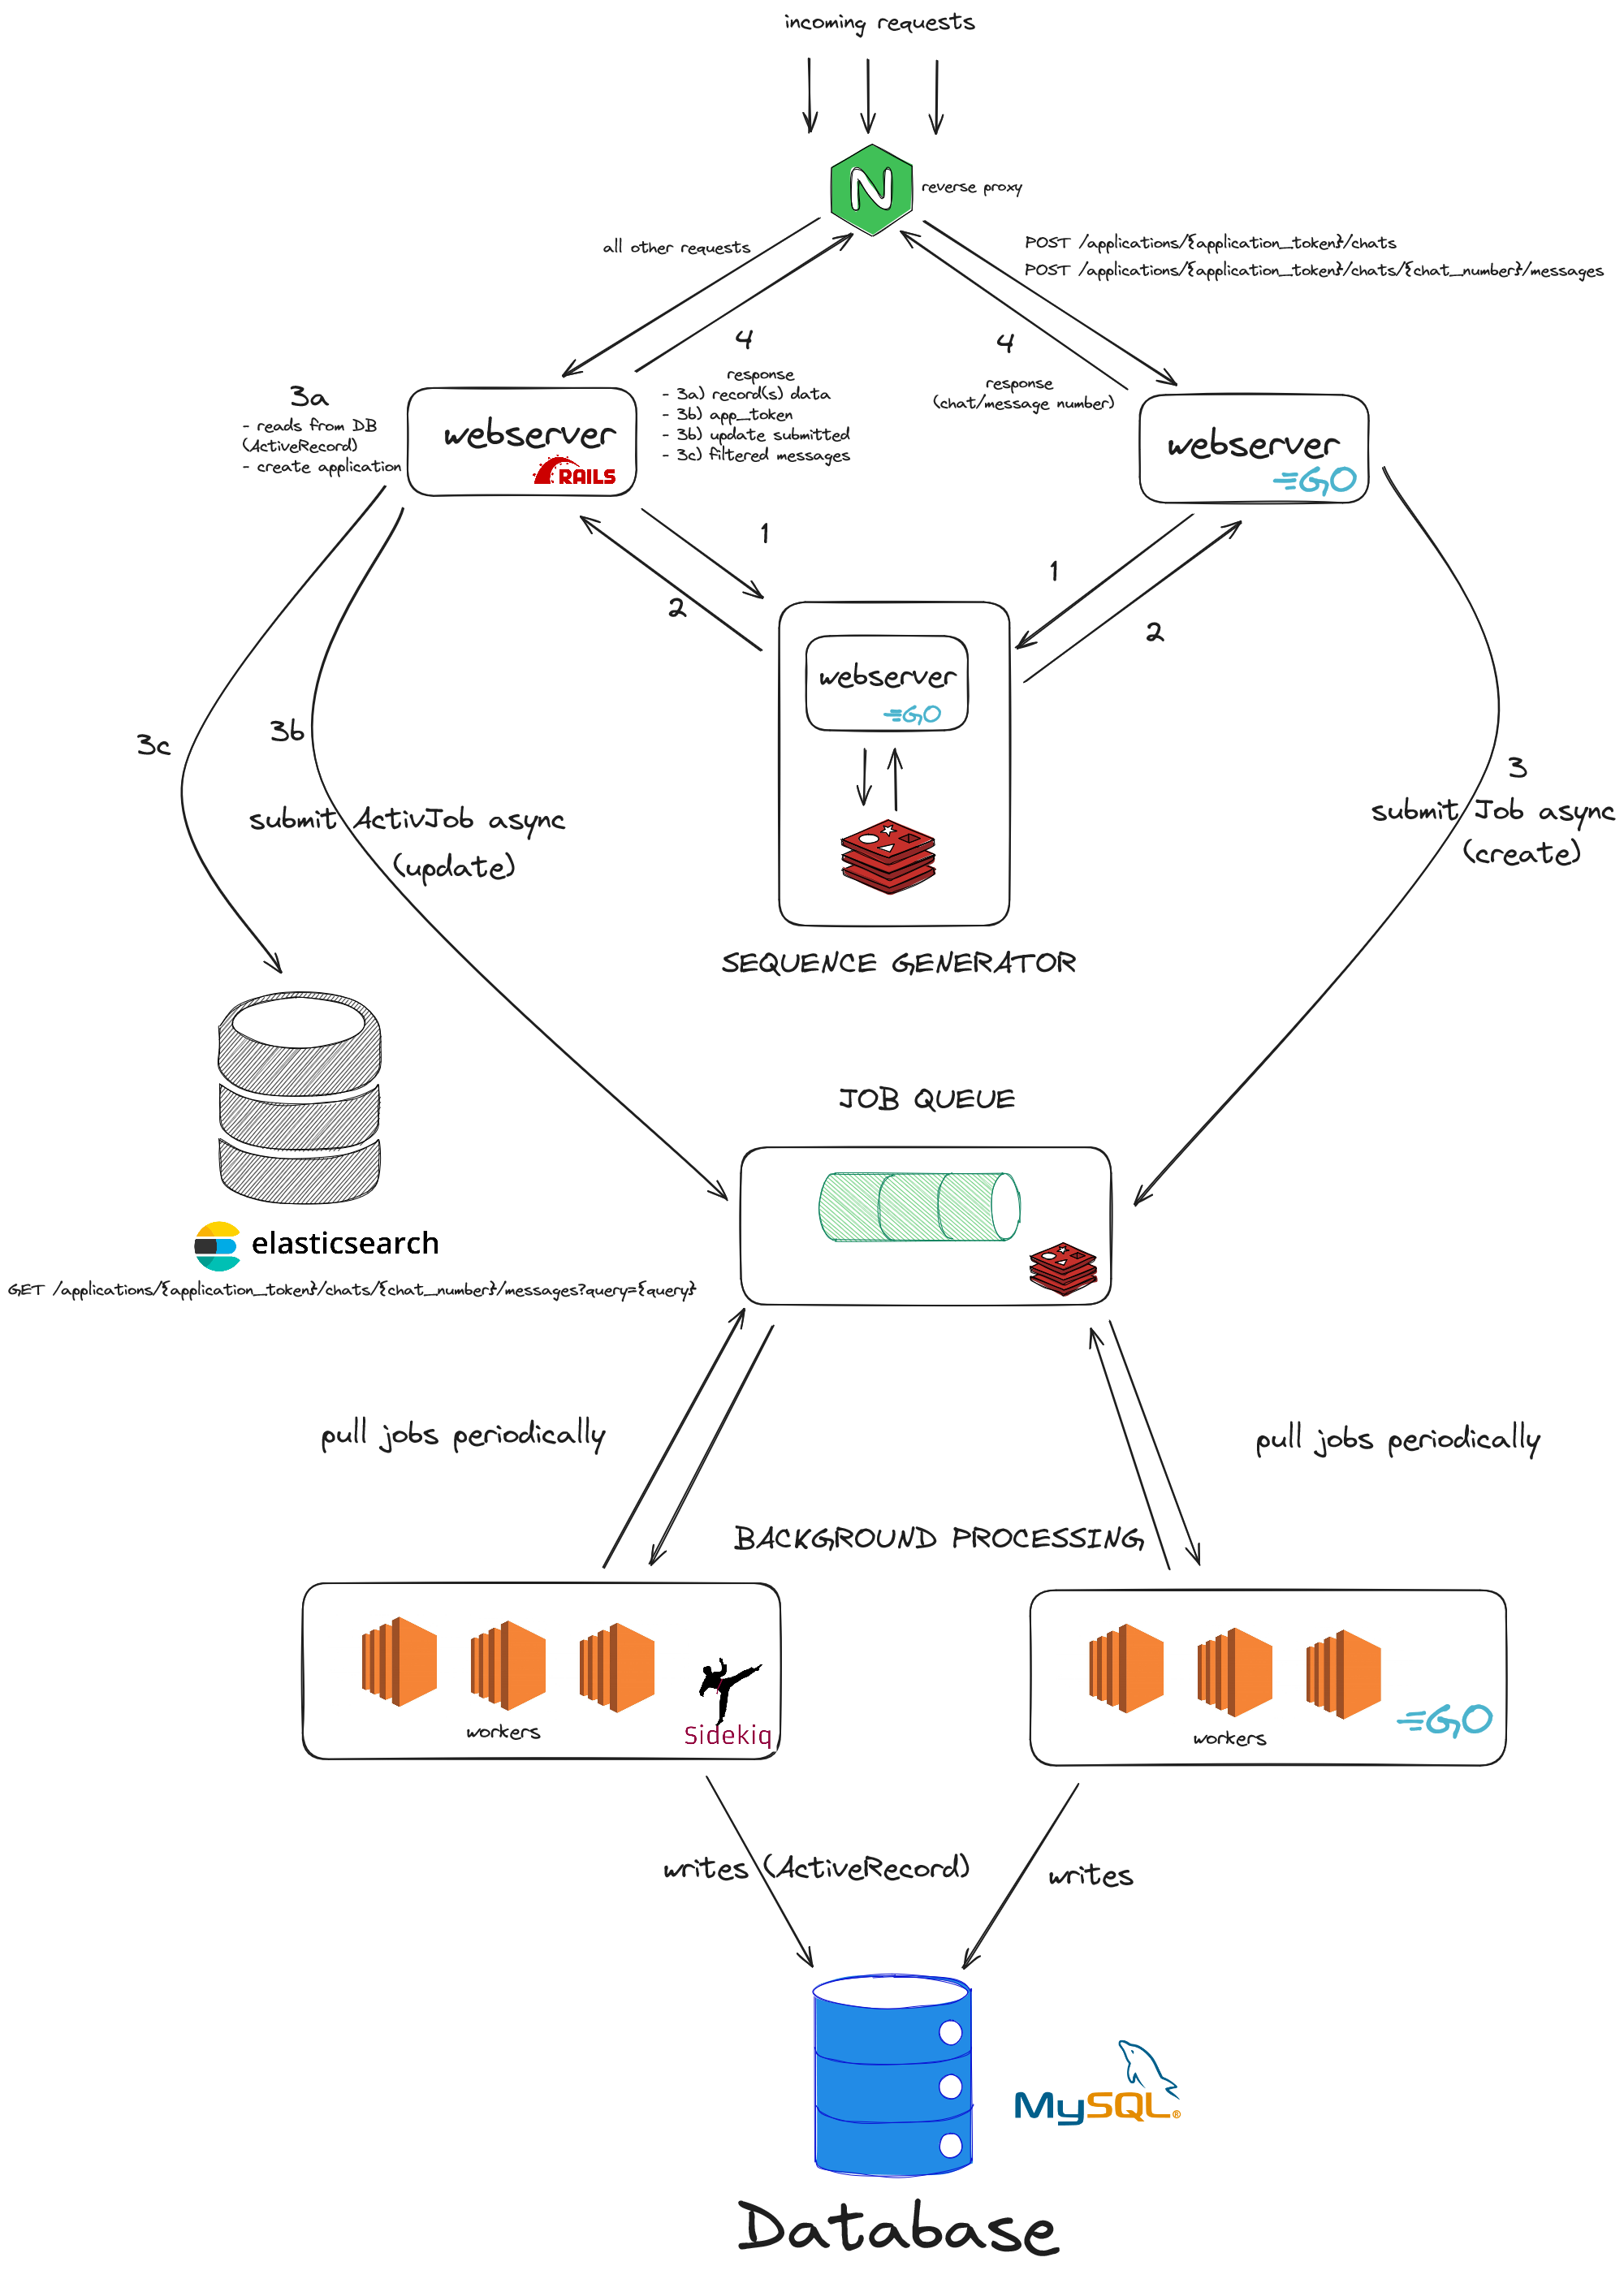 incoming requests
N
reverse proxy
all other requests
POST /applications/{application_token}/chats
POST /applications/{application_token}/chats/{chat_number}/messages
4
response
- 3a) record(s) data
- 3b) app_token
- 3b) update submitted
- 3c) filtered messages
4
response
(chat/message number)
3a
- reads from DB
(ActiveRecord)
- create application
webserver
RAILS
webserver
GO
1
2
1
2
webserver
GO
SEQUENCE GENERATOR
3c
3b
submit ActivJob async
(update)
3
submit Job async
(create)
elasticsearch
GET /applications/{application_token}/chats/{chat_number}/messages?query={query}
JOB QUEUE
pull jobs periodically
pull jobs periodically
BACKGROUND PROCESSING
workers
Sidekiq
workers
GO
writes (ActiveRecord)
writes
MySQL®
Database